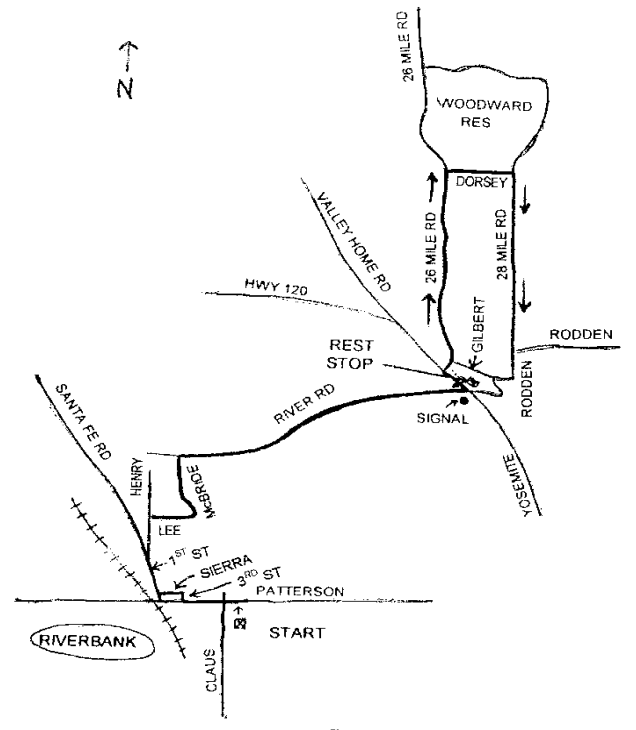 N
26 MILE RD
WOODWARD
RES
DORSEY
VALLEY HOME RD
26 MILE RD
28 MILE RD
HWY 120
GILBERT
RODDEN
REST
STOP
RODDEN
SIGNAL
RIVER RD
YOSEMITE
SANTA FE RD
HENRY
McBRIDE
LEE
1ST ST
SIERRA
3RD ST
PATTERSON
START
RIVERBANK
CLAUS